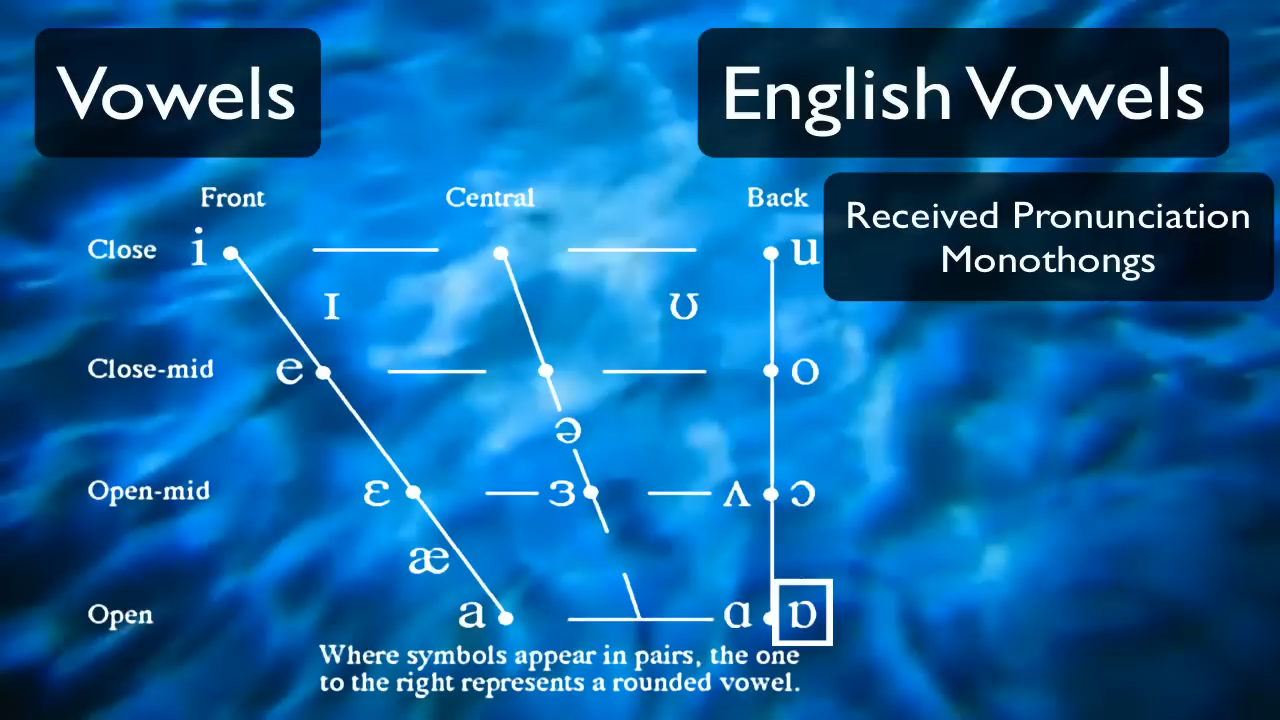 Vowels
English Vowels
Front Central Back
Received Pronunciation
Monothongs
Close i u
ɪ ʊ
Close-mid e o
ə
Open-mid ɛ ɜ ʌ ɔ
æ
Open a ɑ ɒ
Where symbols appear in pairs, the one
to the right represents a rounded vowel.